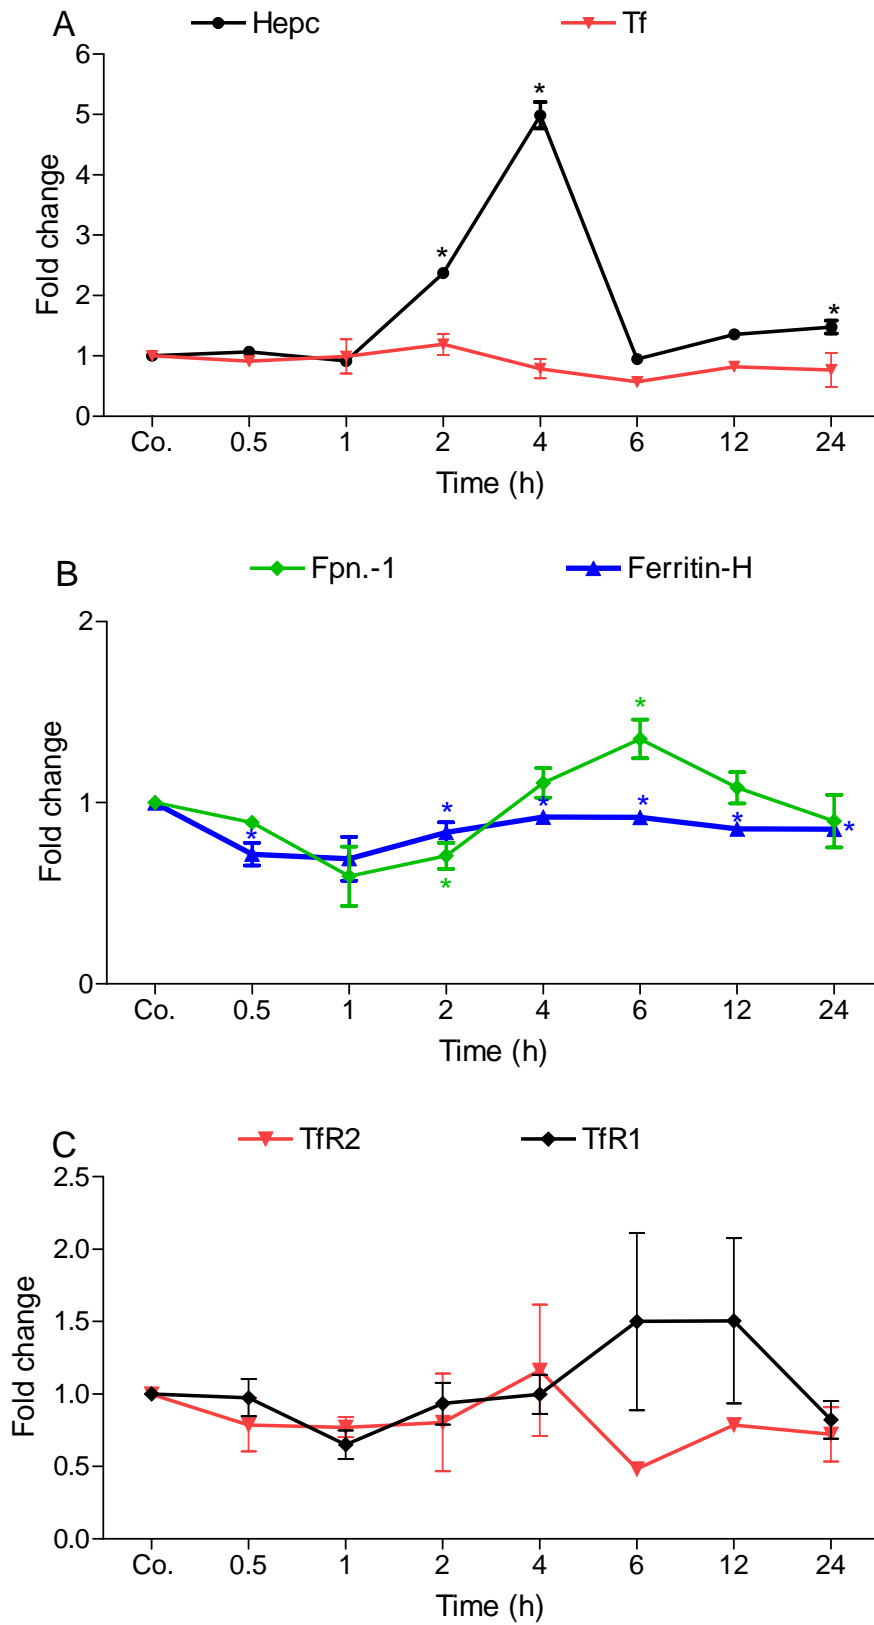 A Hepc Tf
6
*
5
4
Fold change
3
*
2
*
1
0
Co. 0.5 1 2 4 6 12 24
Time (h)
B Fpn.-1 Ferritin-H
2
*
Fold change
1 * * * * * *
*
0
Co. 0.5 1 2 4 6 12 24
Time (h)
C TfR2 TfR1
2.5
2.0
1.5
Fold change
1.0
0.5
0.0
Co. 0.5 1 2 4 6 12 24
Time (h)